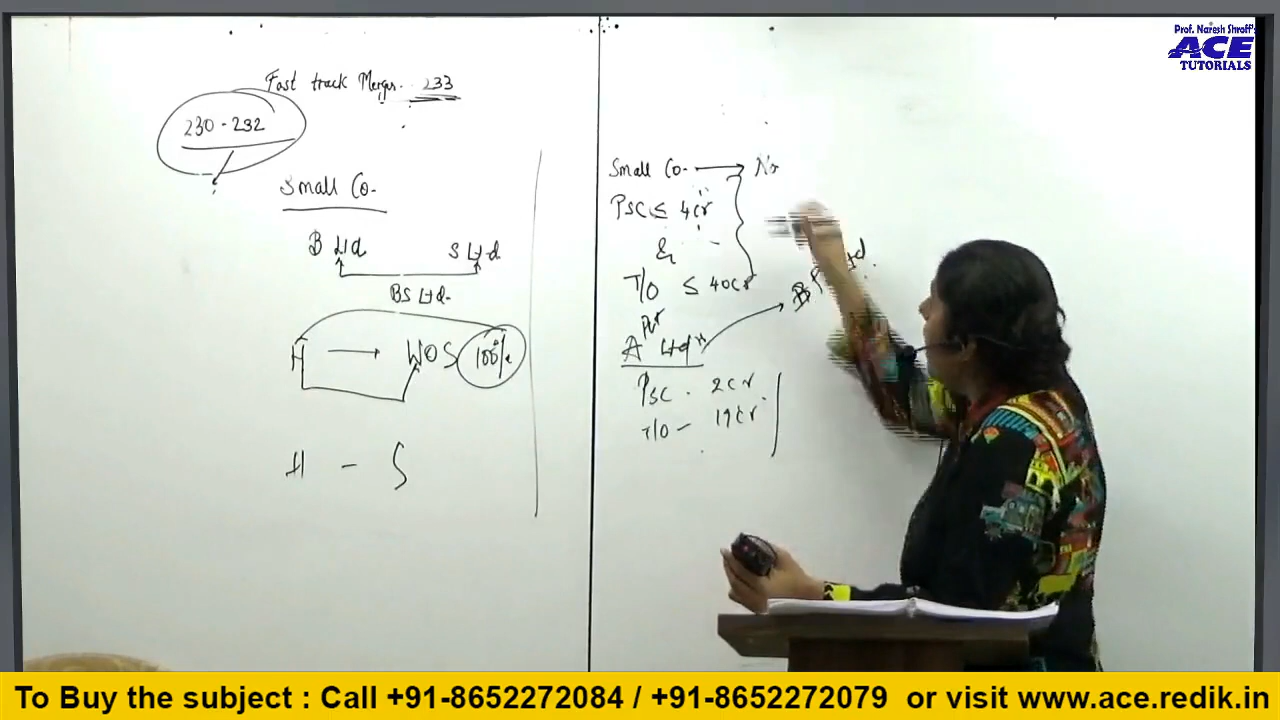 Fast track Merger. 233
230 - 232
Small Co.
B Ltd S Ltd
BS Ltd.
H → WOS 100%
H - S
Small Co. →
PSC ≤ 4cr
&
T/O ≤ 40cr
Pvt
A Ltd
PSC - 2cr
T/O - 19cr
Prof. Naresh Shroff's
ACE
TUTORIALS
To Buy the subject : Call +91-8652272084 / +91-8652272079 or visit www.ace.redik.in